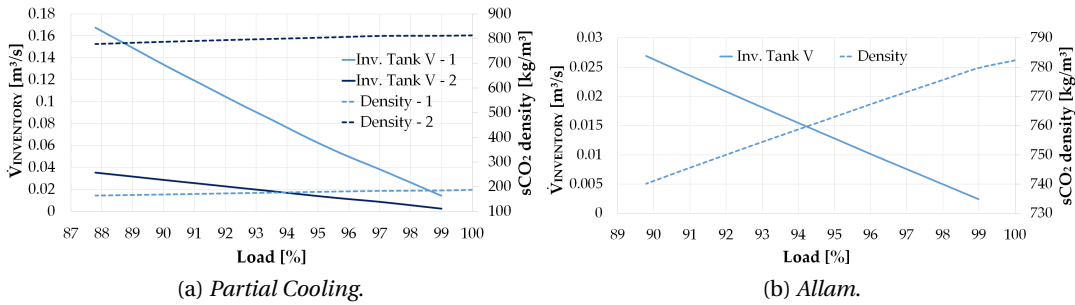 0.18
0.16
0.14
0.12
0.1
0.08
0.06
0.04
0.02
0
V̇INVENTORY [m³/s]
900
800
700
600
500
400
300
200
100
sCO₂ density [kg/m³]
Inv. Tank V - 1
Inv. Tank V - 2
Density - 1
Density - 2
87 88 89 90 91 92 93 94 95 96 97 98 99 100
Load [%]
(a) Partial Cooling.
0.03
0.025
0.02
0.015
0.01
0.005
0
V̇INVENTORY [m³/s]
790
780
770
760
750
740
730
sCO₂ density [kg/m³]
Inv. Tank V Density
89 90 91 92 93 94 95 96 97 98 99 100
Load [%]
(b) Allam.